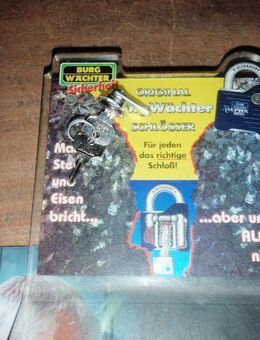 BURG
WÄCHTER
Sicherheit
ORIGINAL
Wächter
SCHLÖSSER
Für jeden
das richtige
Schloß!
Ma
Ste
und
Eisen
bricht...
...aber u
AL
n